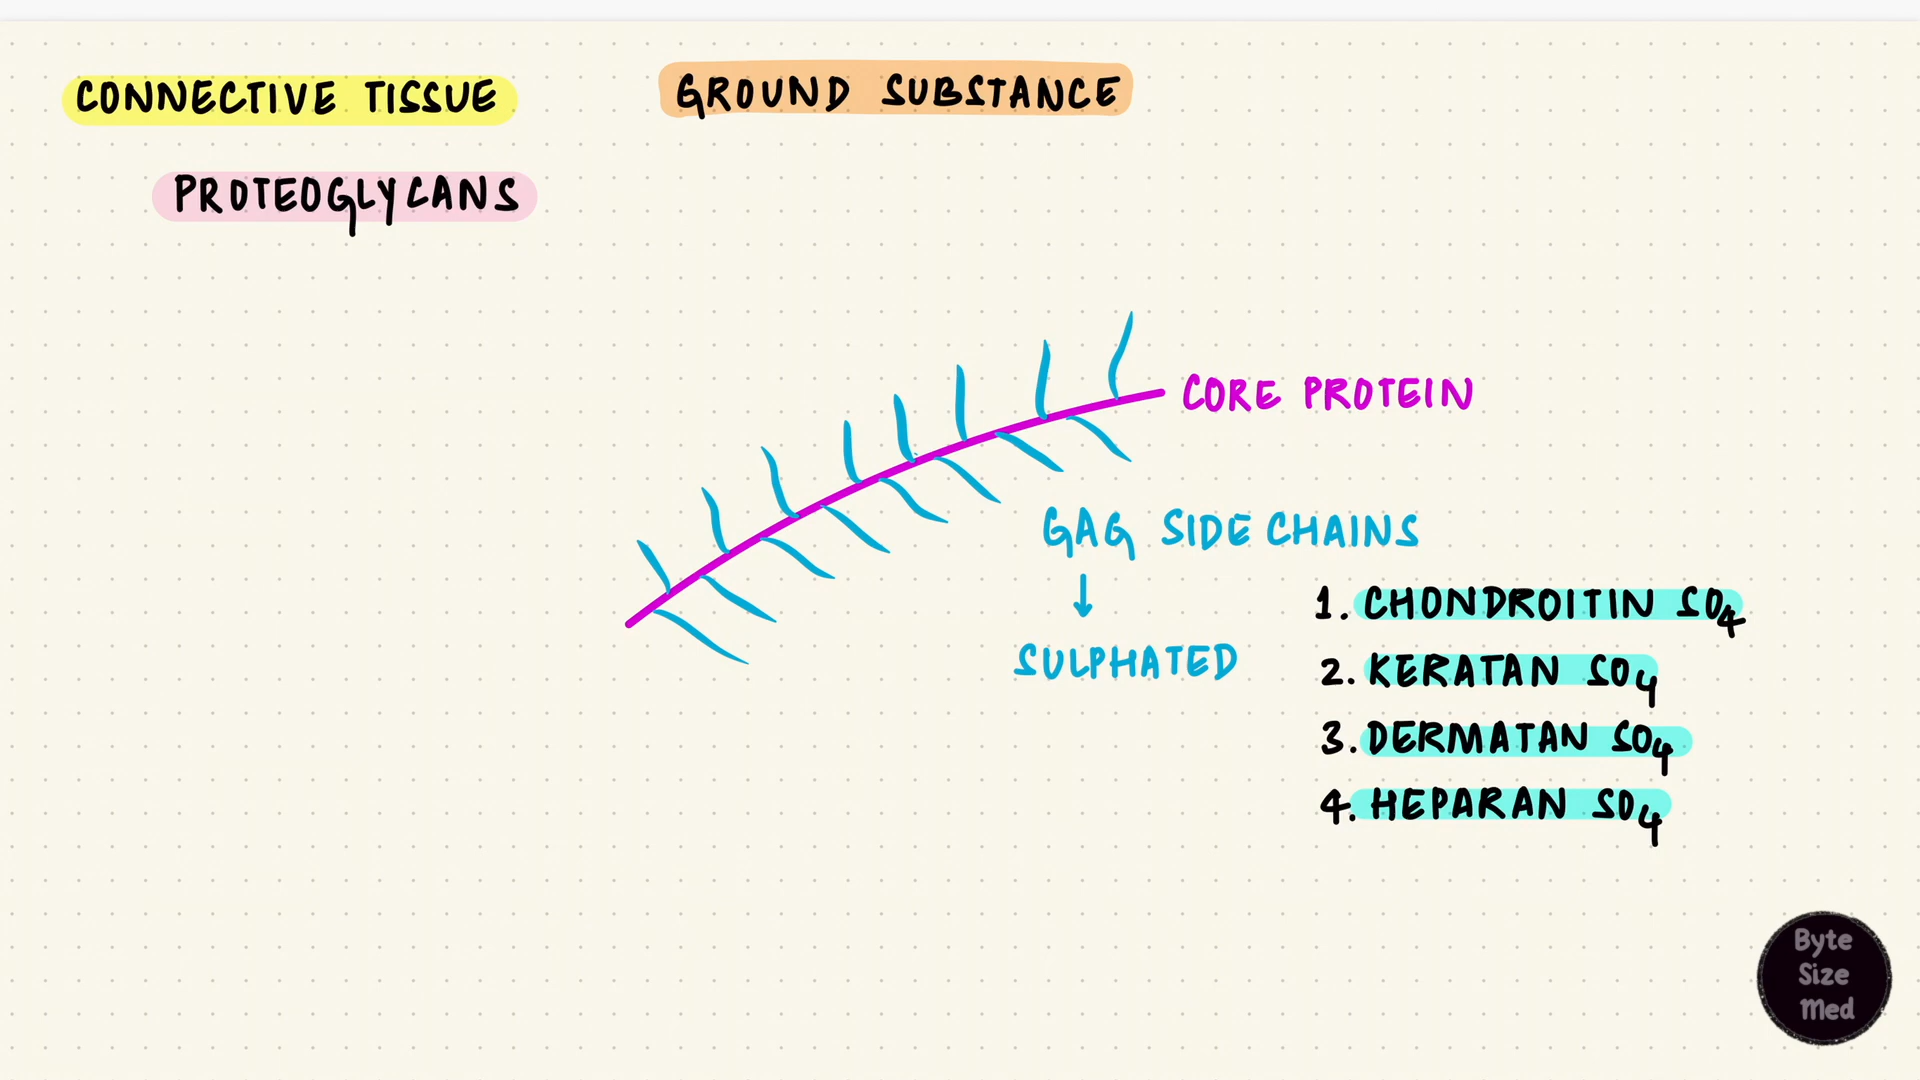 CONNECTIVE TISSUE
GROUND SUBSTANCE
PROTEOGLYCANS
CORE PROTEIN
GAG SIDE CHAINS
↓
SULPHATED
1. CHONDROITIN SO4
2. KERATAN SO4
3. DERMATAN SO4
4. HEPARAN SO4
Byte
Size
Med